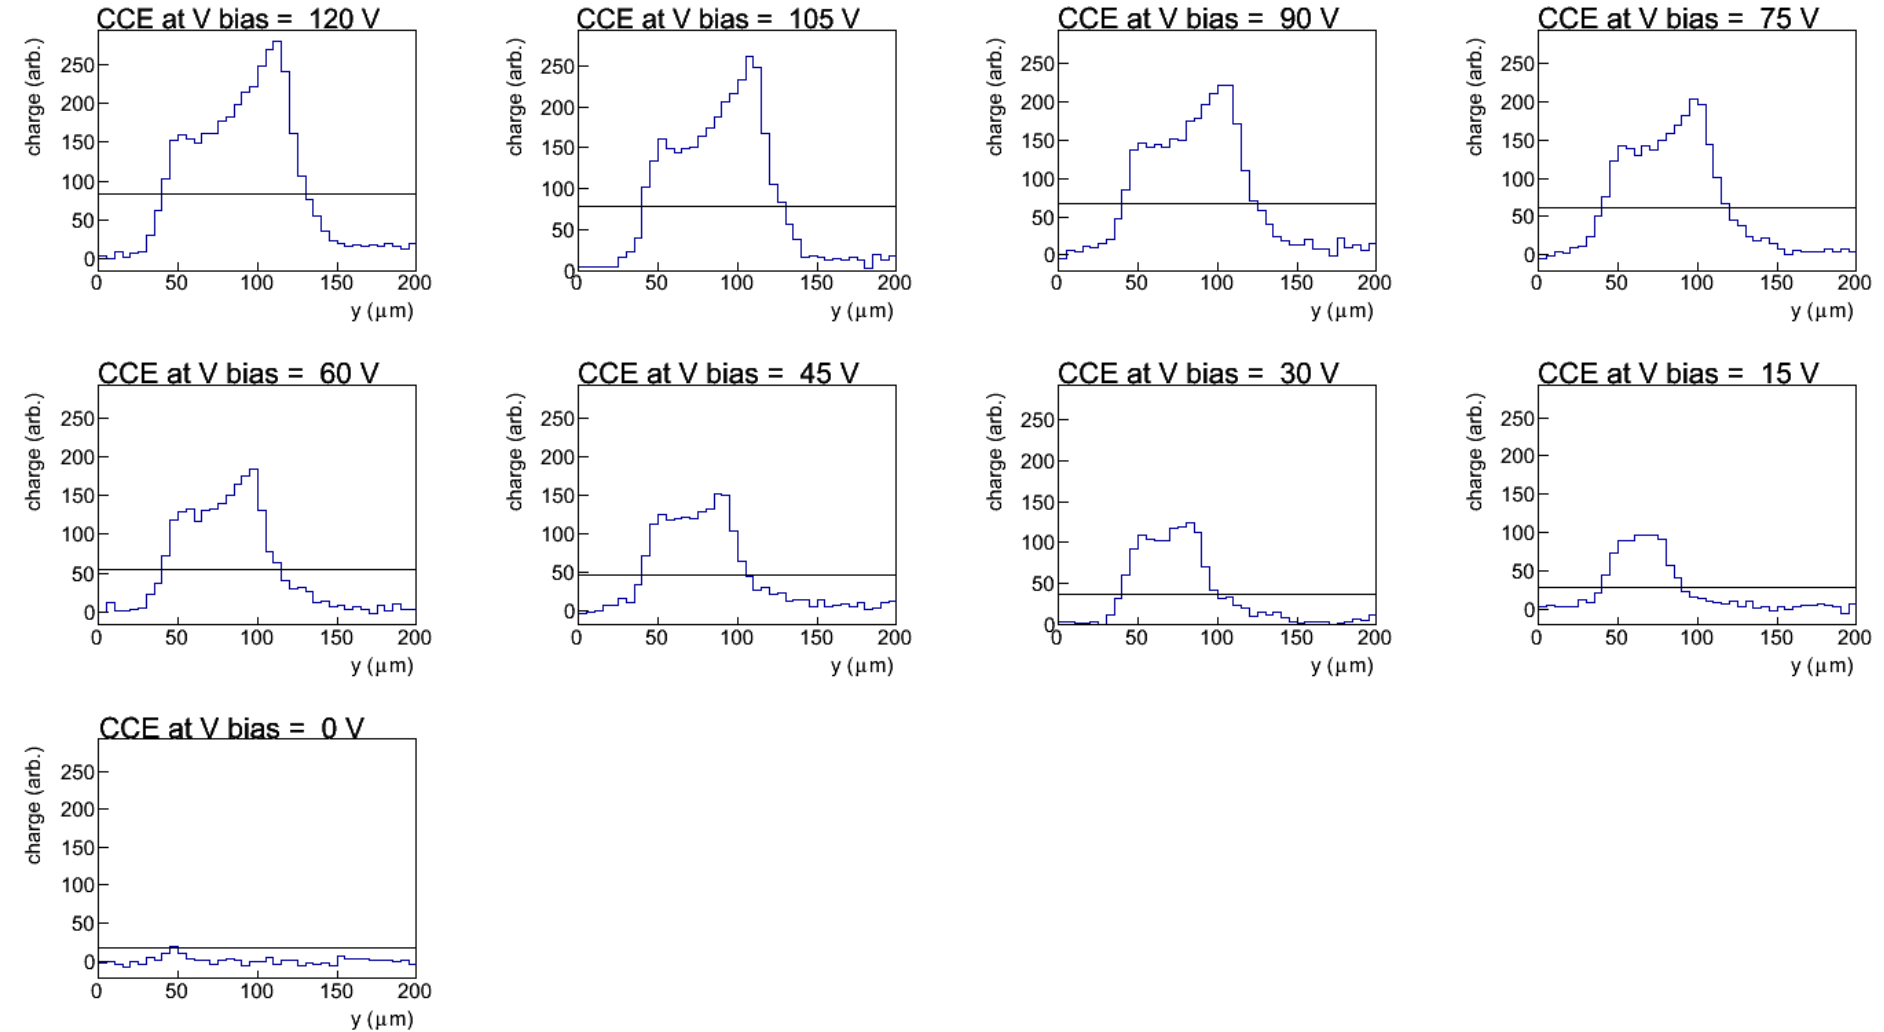 CCE at V bias = 120 V
charge (arb.)
250
200
150
100
50
0
0 50 100 150 200
y (μm)
CCE at V bias = 105 V
charge (arb.)
250
200
150
100
50
0
0 50 100 150 200
y (μm)
CCE at V bias = 90 V
charge (arb.)
250
200
150
100
50
0
0 50 100 150 200
y (μm)
CCE at V bias = 75 V
charge (arb.)
250
200
150
100
50
0
0 50 100 150 200
y (μm)
CCE at V bias = 60 V
charge (arb.)
250
200
150
100
50
0
0 50 100 150 200
y (μm)
CCE at V bias = 45 V
charge (arb.)
250
200
150
100
50
0
0 50 100 150 200
y (μm)
CCE at V bias = 30 V
charge (arb.)
250
200
150
100
50
0
0 50 100 150 200
y (μm)
CCE at V bias = 15 V
charge (arb.)
250
200
150
100
50
0
0 50 100 150 200
y (μm)
CCE at V bias = 0 V
charge (arb.)
250
200
150
100
50
0
0 50 100 150 200
y (μm)